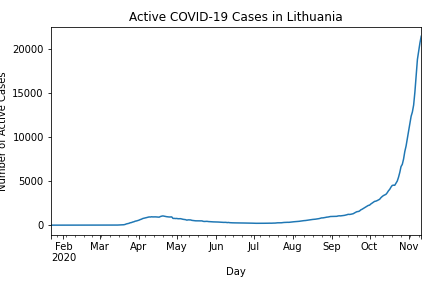 Active COVID-19 Cases in Lithuania
Number of Active Cases
20000
15000
10000
5000
0
Feb Mar Apr May Jun Jul Aug Sep Oct Nov
2020
Day